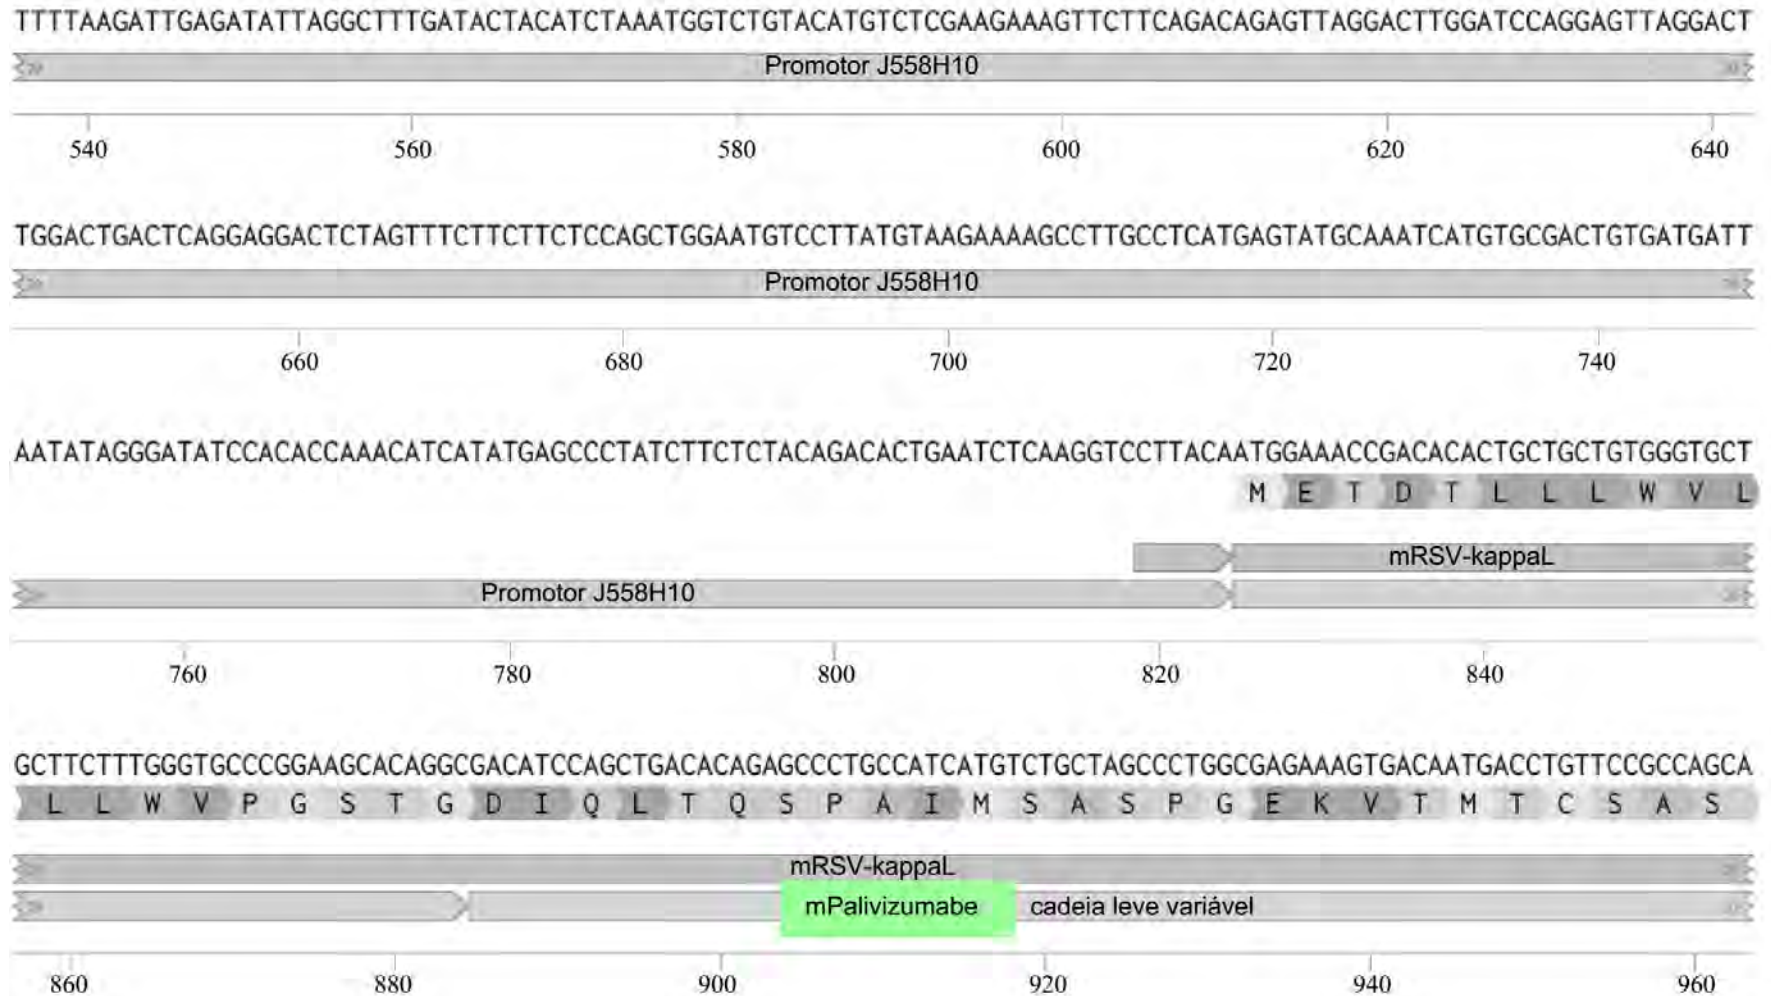 TTTTAAGATTGAGATATTAGGCTTTGATACTACATCTAAATGGTCTGTACATGTCTCGAAGAAAGTTCTTCAGACAGAGTTAGGACTTGGATCCAGGAGTTAGGACT
Promotor J558H10
540 560 580 600 620 640
TGGACTGACTCAGGAGGACTCTAGTTTCTTCTTCTCCAGCTGGAATGTCCTTATGTAAGAAAAGCCTTGCCTCATGAGTATGCAAATCATGTGCGACTGTGATGATT
Promotor J558H10
660 680 700 720 740
AATATAGGGATATCCACACCAAACATCATATGAGCCCTATCTTCTCTACAGACACTGAATCTCAAGGTCCTTACAATGGAAACCGACACACTGCTGCTGTGGGTGCT
M E T D T L L L W V L
mRSV-kappaL
Promotor J558H10
760 780 800 820 840
GCTTCTTTGGGTGCCCGGAAGCACAGGCGACATCCAGCTGACACAGAGCCCTGCCATCATGTCTGCTAGCCCTGGCGAGAAAGTGACAATGACCTGTTCCGCCAGCA
L L W V P G S T G D I Q L T Q S P A I M S A S P G E K V T M T C S A S
mRSV-kappaL
mPalivizumabe cadeia leve variável
860 880 900 920 940 960